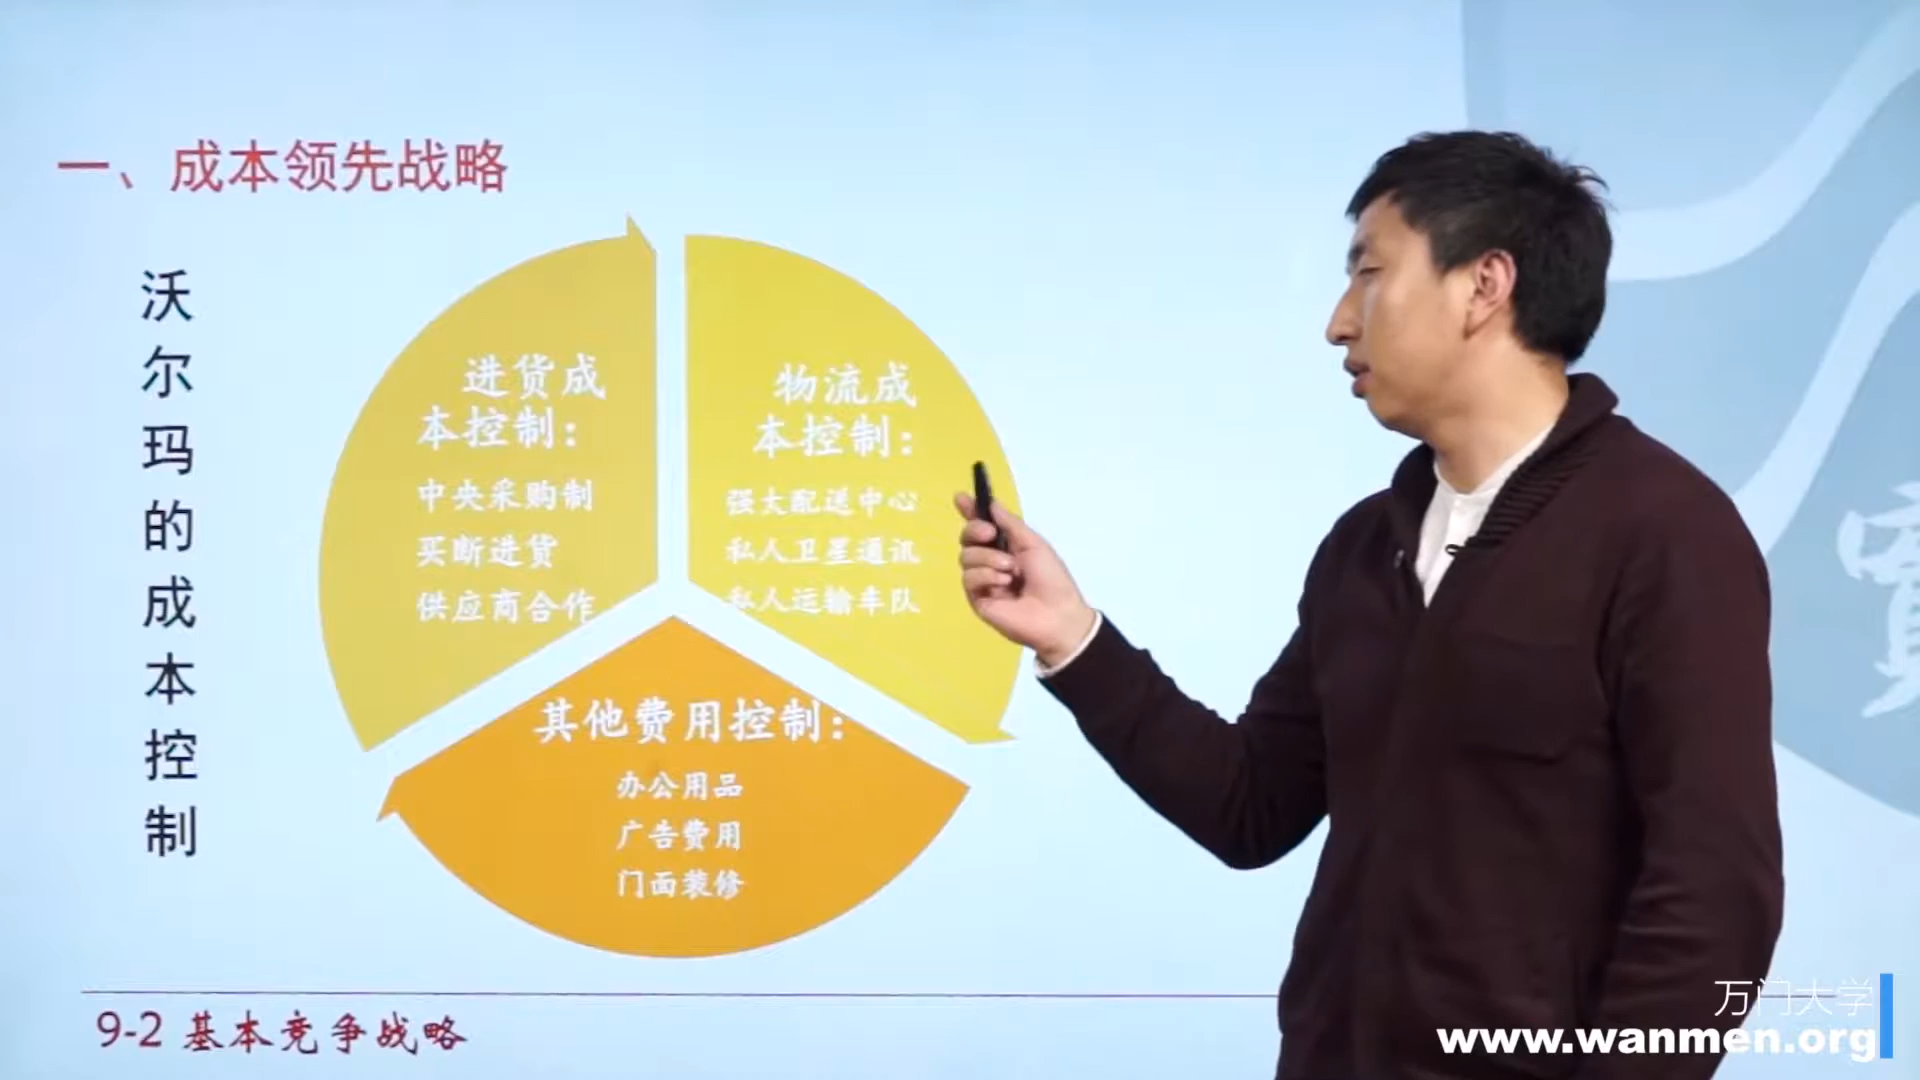 一、成本领先战略
沃尔玛的成本控制
进货成
本控制：
中央采购制
买断进货
供应商合作
物流成
本控制：
强大配送中心
私人卫星通讯
私人运输车队
其他费用控制：
办公用品
广告费用
门面装修
9-2 基本竞争战略
寶
万门大学
www.wanmen.org